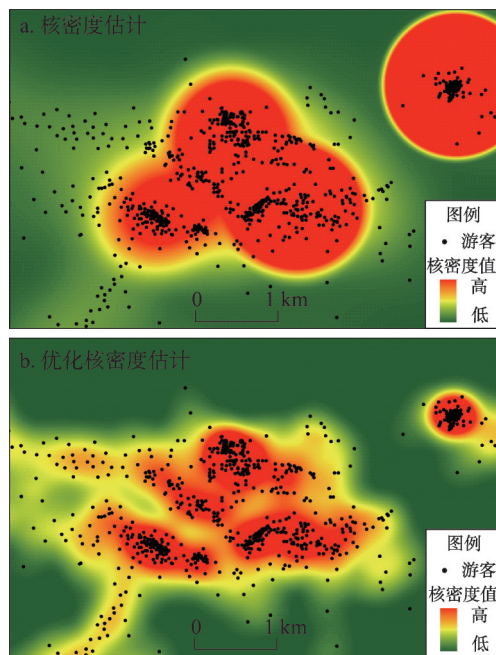 a. 核密度估计
图例
游客
核密度值
高
低
0 1 km
b. 优化核密度估计
图例
游客
核密度值
高
低
0 1 km